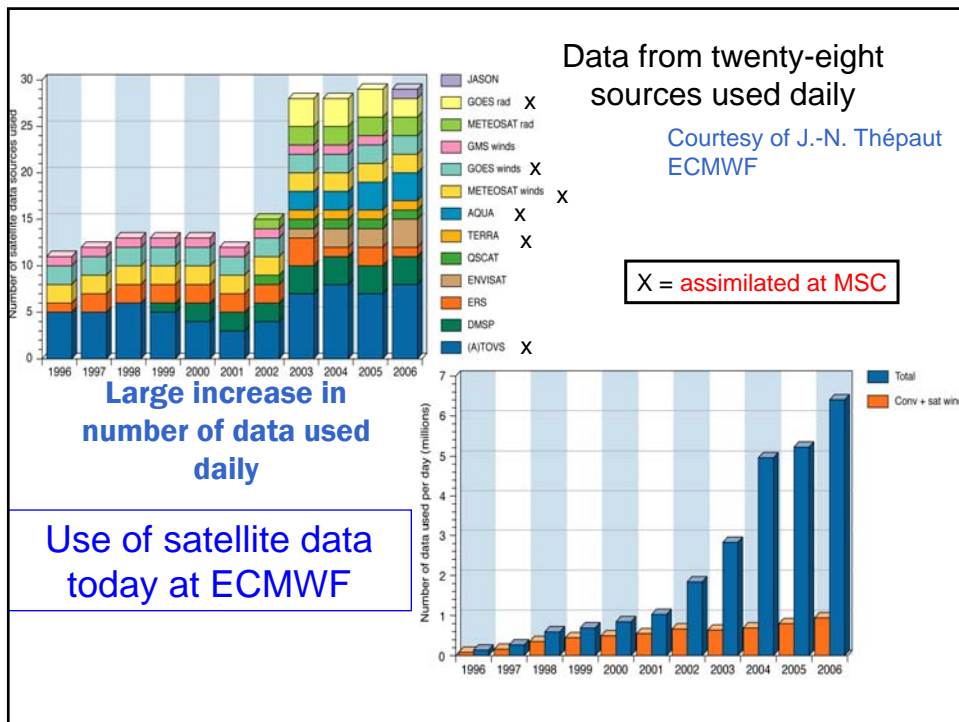 Data from twenty-eight
sources used daily
Courtesy of J.-N. Thépaut
ECMWF
Number of satellite data sources used
30
25
20
15
10
5
0
1996 1997 1998 1999 2000 2001 2002 2003 2004 2005 2006
JASON
GOES rad x
METEOSAT rad
GMS winds
GOES winds x
METEOSAT winds x
AQUA x
TERRA x
QSCAT
ENVISAT
ERS
DMSP
(A)TOVS x
X = assimilated at MSC
Large increase in
number of data used
daily
Use of satellite data
today at ECMWF
Number of data used per day (millions)
7
6
5
4
3
2
1
0
1996 1997 1998 1999 2000 2001 2002 2003 2004 2005 2006
Total
Conv + sat wind